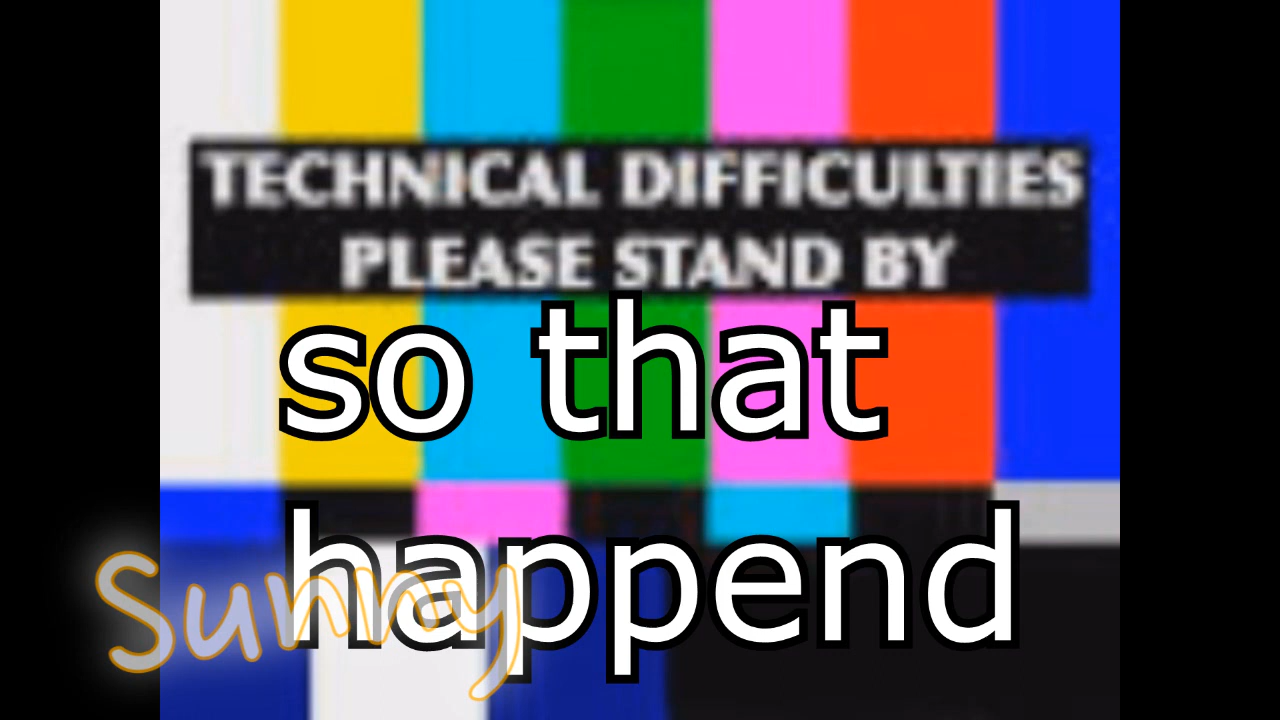 TECHNICAL DIFFICULTIES
PLEASE STAND BY
so that
happend
Sunny